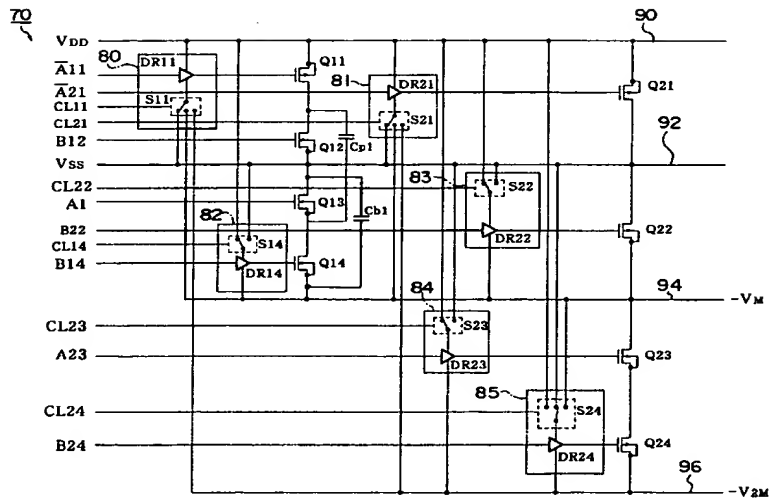 70
VDD
80
DR11
Q11
90
A̅11
81
Q21
A̅21
DR21
CL11
S11
CL21
S21
B12
Q12
Cp1
VSS
92
CL22
83
S22
A1
Q13
Cb1
82
B22
DR22
Q22
CL14
S14
B14
DR14
Q14
94
-VM
84
CL23
S23
A23
DR23
Q23
85
CL24
S24
B24
DR24
Q24
96
-V2M